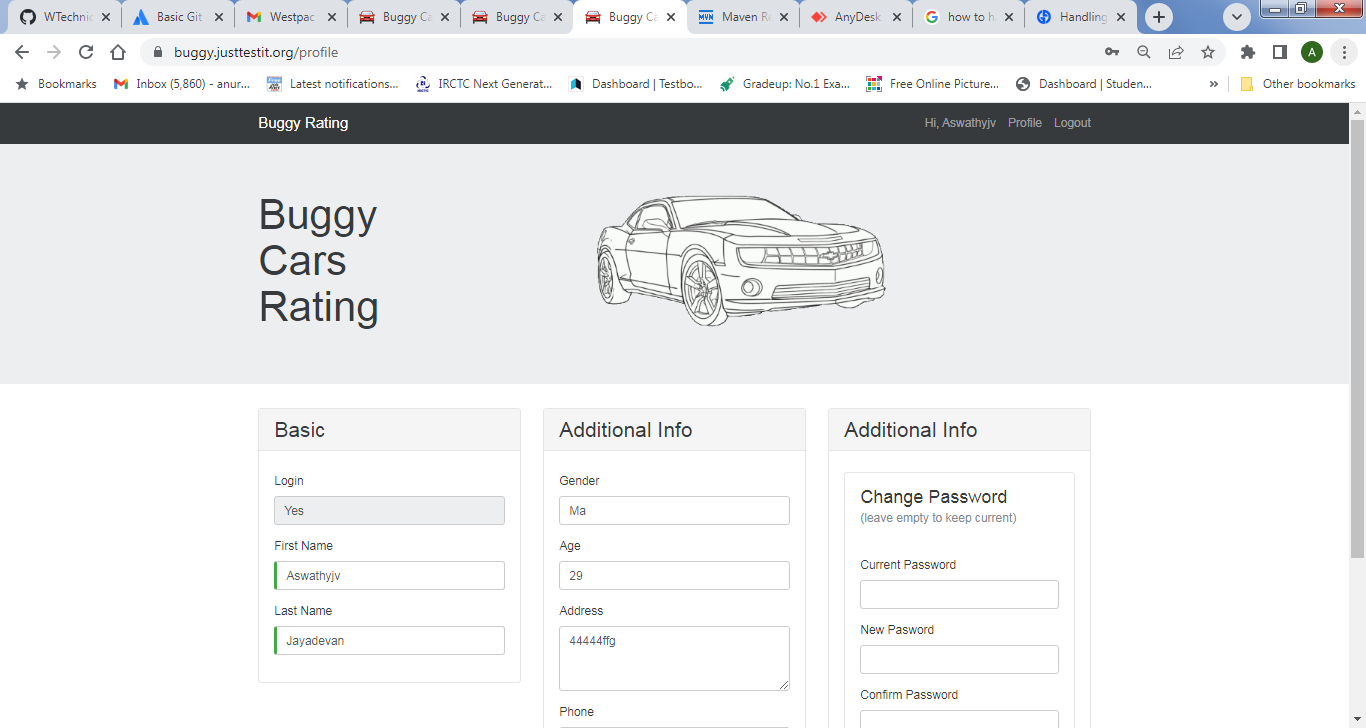 WTechnic
Basic Git
Westpac
Buggy Ca
Buggy Ca
Buggy Ca
Maven Re
AnyDesk
how to h
Handling
buggy.justtestit.org/profile
A
Bookmarks
Inbox (5,860) - anur...
Latest notifications...
IRCTC Next Generat...
Dashboard | Testbo...
Gradeup: No.1 Exa...
Free Online Picture...
Dashboard | Studen...
»
Other bookmarks
Buggy Rating
Hi, Aswathyjv
Profile
Logout
Buggy
Cars
Rating
Basic
Login
Yes
First Name
Aswathyjv
Last Name
Jayadevan
Additional Info
Gender
Ma
Age
29
Address
44444ffg
Phone
Additional Info
Change Password
(leave empty to keep current)
Current Password
New Pasword
Confirm Password